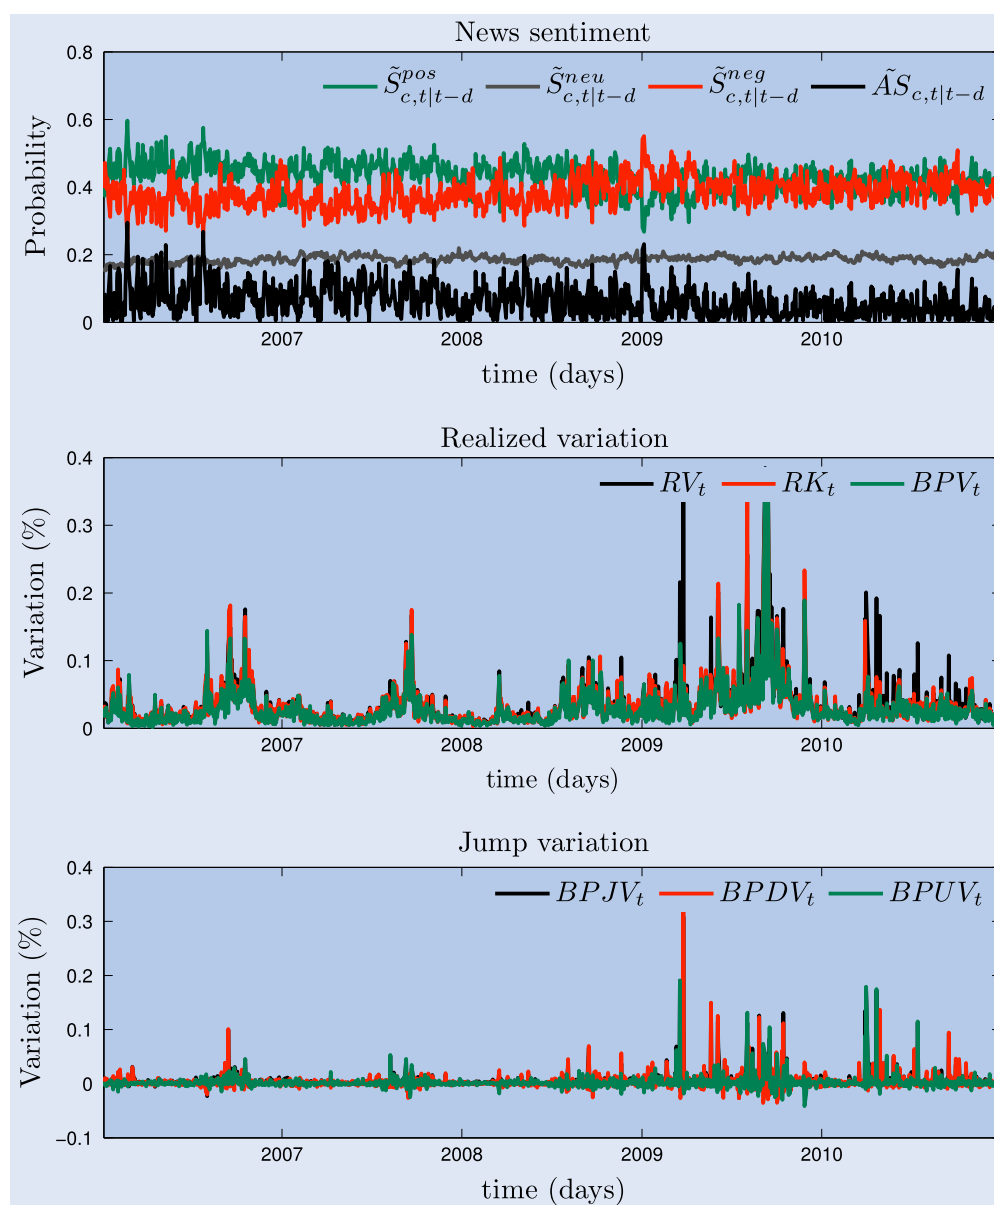 News sentiment
0.8
0.6
0.4
0.2
0
Probability
S̃^{pos}_{c,t|t−d} S̃^{neu}_{c,t|t−d} S̃^{neg}_{c,t|t−d} ÃS_{c,t|t−d}
2007 2008 2009 2010
time (days)
Realized variation
0.4
0.3
0.2
0.1
0
Variation (%)
RV_t RK_t BPV_t
2007 2008 2009 2010
time (days)
Jump variation
0.4
0.3
0.2
0.1
0
−0.1
Variation (%)
BPJV_t BPDV_t BPUV_t
2007 2008 2009 2010
time (days)